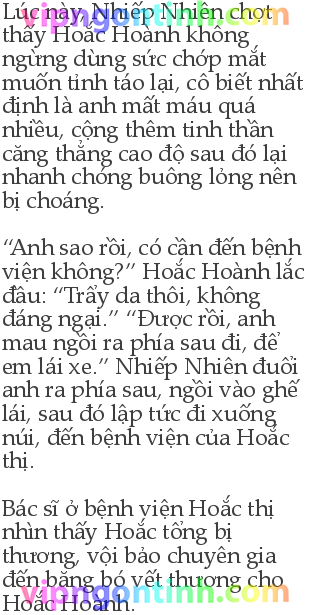 vipngontinh.com
Lúc này, Nhiếp Nhiên chợt
thấy Hoắc Hoành không
ngừng dùng sức chớp mắt
muốn tỉnh táo lại, cô biết nhất
định là anh mất máu quá
nhiều, cộng thêm tinh thần
căng thẳng cao độ sau đó lại
nhanh chóng buông lỏng nên
bị choáng.
“Anh sao rồi, có cần đến bệnh
viện không?” Hoắc Hoành lắc
đầu: “Trẩy da thôi, không
đáng ngại.” “Được rồi, anh
mau ngồi ra phía sau đi, để
em lái xe.” Nhiếp Nhiên đuổi
anh ra phía sau, ngồi vào ghế
lái, sau đó lập tức đi xuống
núi, đến bệnh viện của Hoắc
thị.
Bác sĩ ở bệnh viện Hoắc thị
nhìn thấy Hoắc tổng bị
thương, vội bảo chuyên gia
đến băng bó vết thương cho
Hoắc Hoành.
vipngontinh.com